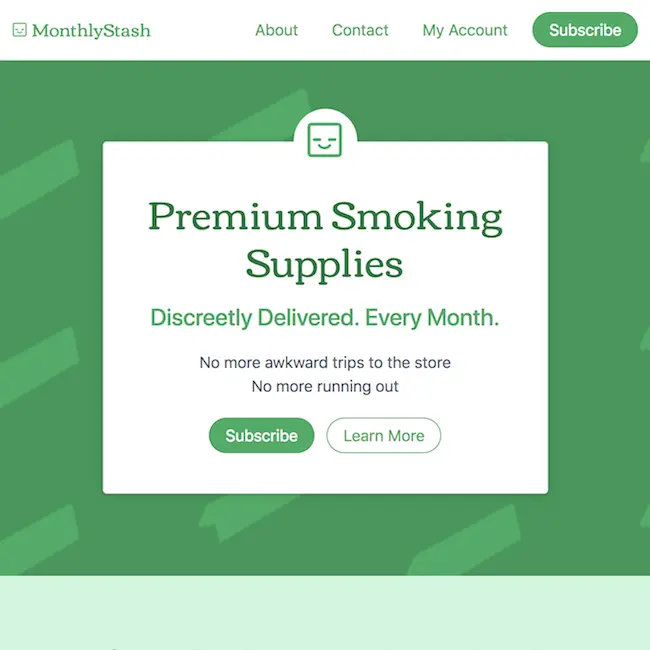 MonthlyStash
About
Contact
My Account
Subscribe
Premium Smoking
Supplies
Discreetly Delivered. Every Month.
No more awkward trips to the store
No more running out
Subscribe
Learn More